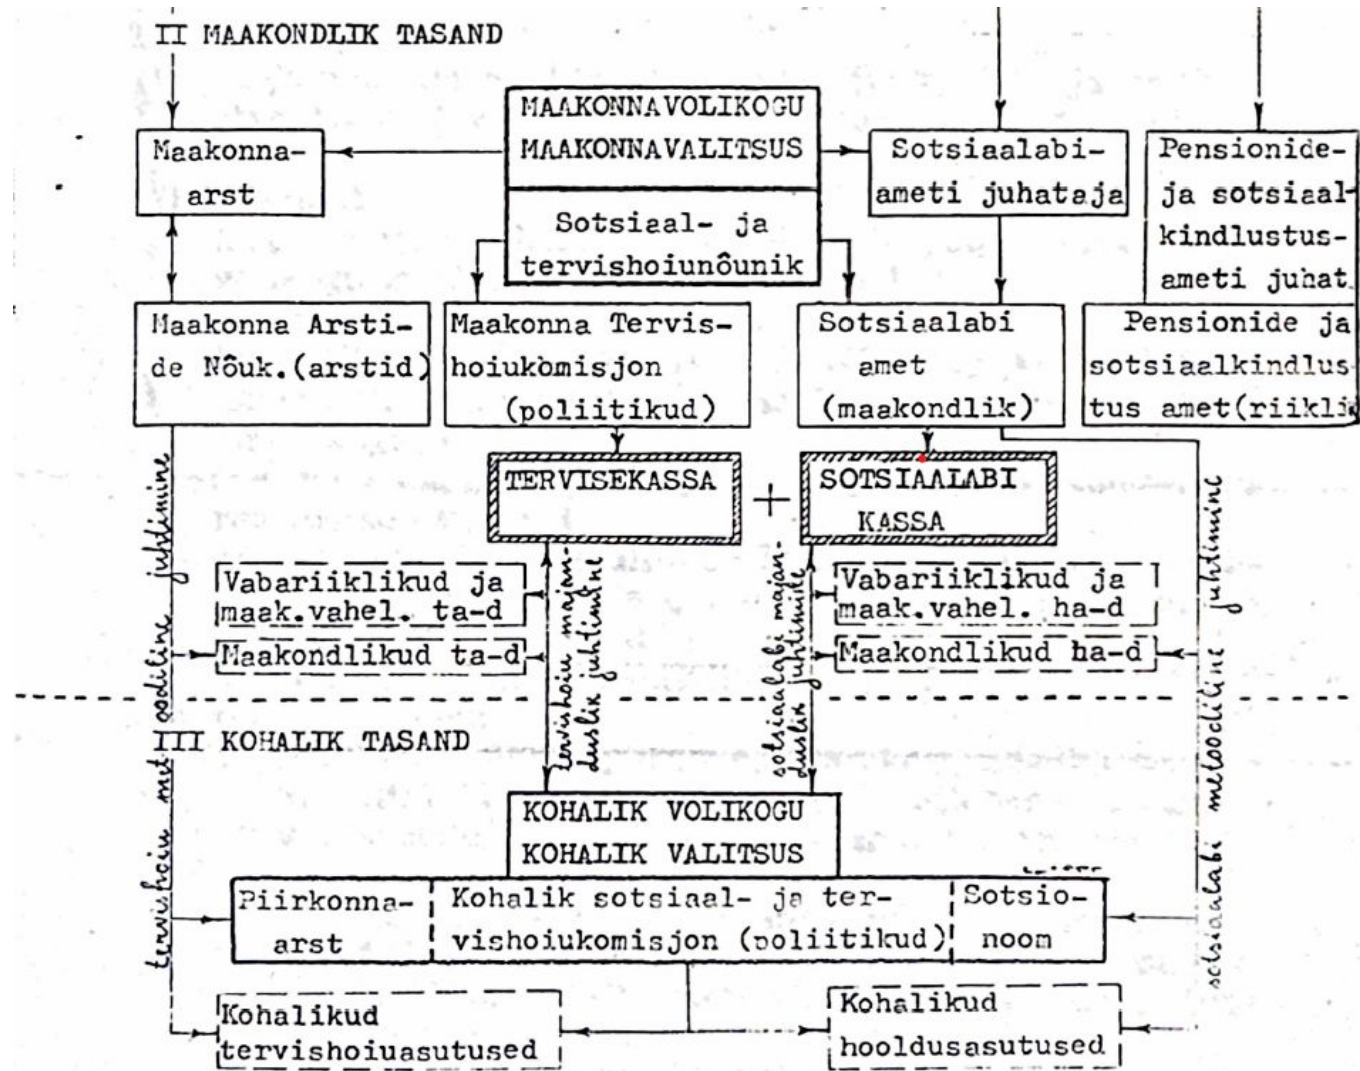 II MAAKONDLIK TASAND
MAAKONNAVOLIKOGU
MAAKONNAVALITSUS
Sotsiaal- ja
tervishoiunôunik
Maakonna-
arst
Sotsiaalabi-
ameti juhataja
Pensionide-
ja sotsiaal-
kindlustus-
ameti juhat.
Maakonna Arsti-
de Nôuk.(arstid)
Maakonna Tervis-
hoiukomisjon
(poliitikud)
Sotsiaalabi
amet
(maakondlik)
Pensionide ja
sotsiaalkindlus-
tus amet(riiklik
TERVISEKASSA
+
SOTSIAALABI
KASSA
Vabariiklikud ja
maak.vahel. ta-d
Maakondlikud ta-d
Vabariiklikud ja
maak.vahel. ha-d
Maakondlikud ha-d
tervishoiu metoodiline juhtimine
tervishoiu majan-
duslik juhtimine
sotsiaalabi majan-
duslik juhtimine
sotsiaalabi metoodiline juhtimine
III KOHALIK TASAND
KOHALIK VOLIKOGU
KOHALIK VALITSUS
Piirkonna-
arst
Kohalik sotsiaal- ja ter-
vishoiukomisjon (poliitikud)
Sotsio-
noom
Kohalikud
tervishoiuasutused
Kohalikud
hooldusasutused